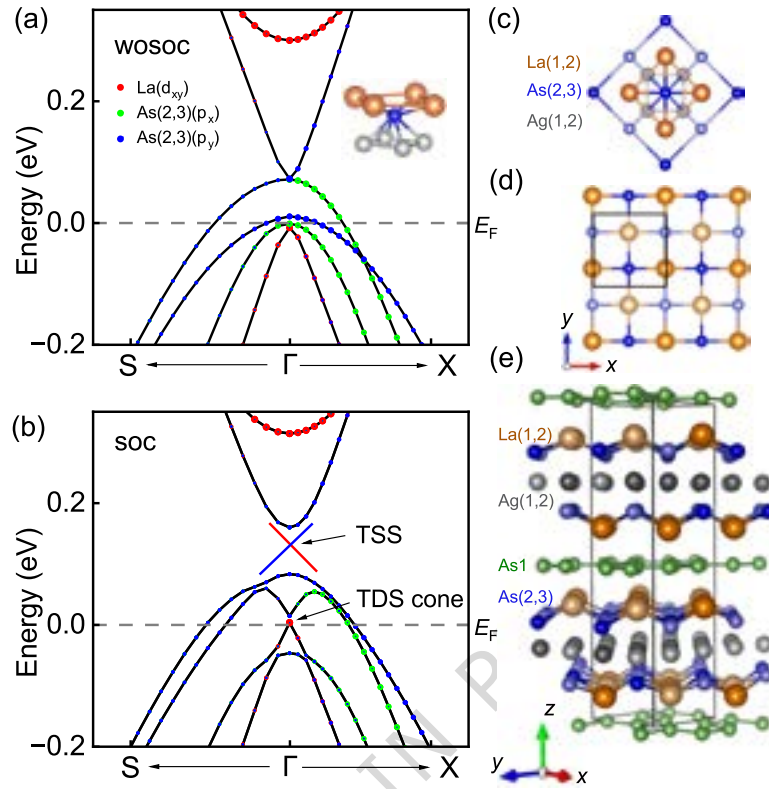 (a)
wosoc
La(dxy)
As(2,3)(px)
As(2,3)(py)
Energy (eV)
0.2
0.0
−0.2
EF
S Γ X
(b)
soc
TSS
TDS cone
Energy (eV)
0.2
0.0
−0.2
EF
S Γ X
(c)
La(1,2)
As(2,3)
Ag(1,2)
(d)
y
x
(e)
La(1,2)
Ag(1,2)
As1
As(2,3)
z
y
x
IN P